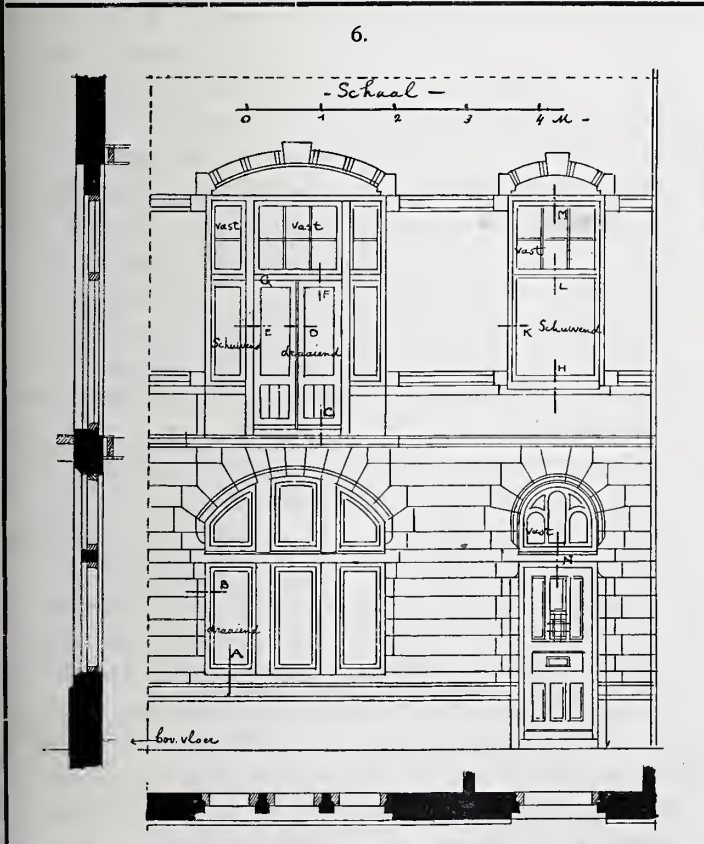 6.
- Schaal -
0 1 2 3 4 M -
vast
vast
M
vast
G
F
L
E
D
K
Schuivend
Schuivend
draaiend
H
C
vast
N
B
draaiend
A
bov. vloer